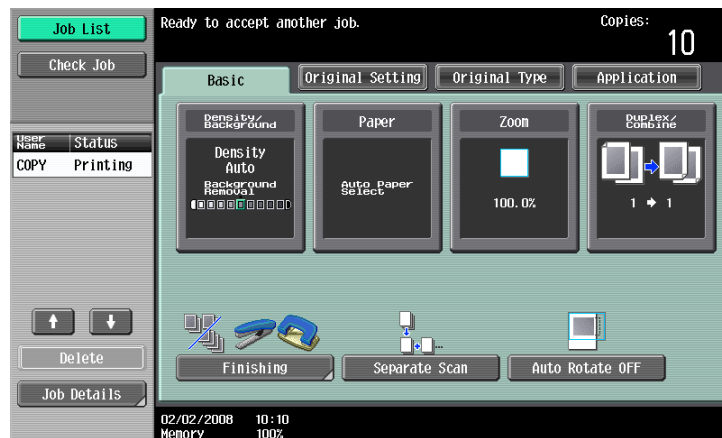 Job List
Check Job
User Name Status
COPY Printing
Delete
Job Details
Ready to accept another job.
Copies:
10
Basic
Original Setting
Original Type
Application
Density/
Background
Density
Auto
Background
Removal
Paper
Auto Paper
Select
Zoom
100.0%
Duplex/
Combine
1 → 1
Finishing
Separate Scan
Auto Rotate OFF
02/02/2008 10:10
Memory 100%